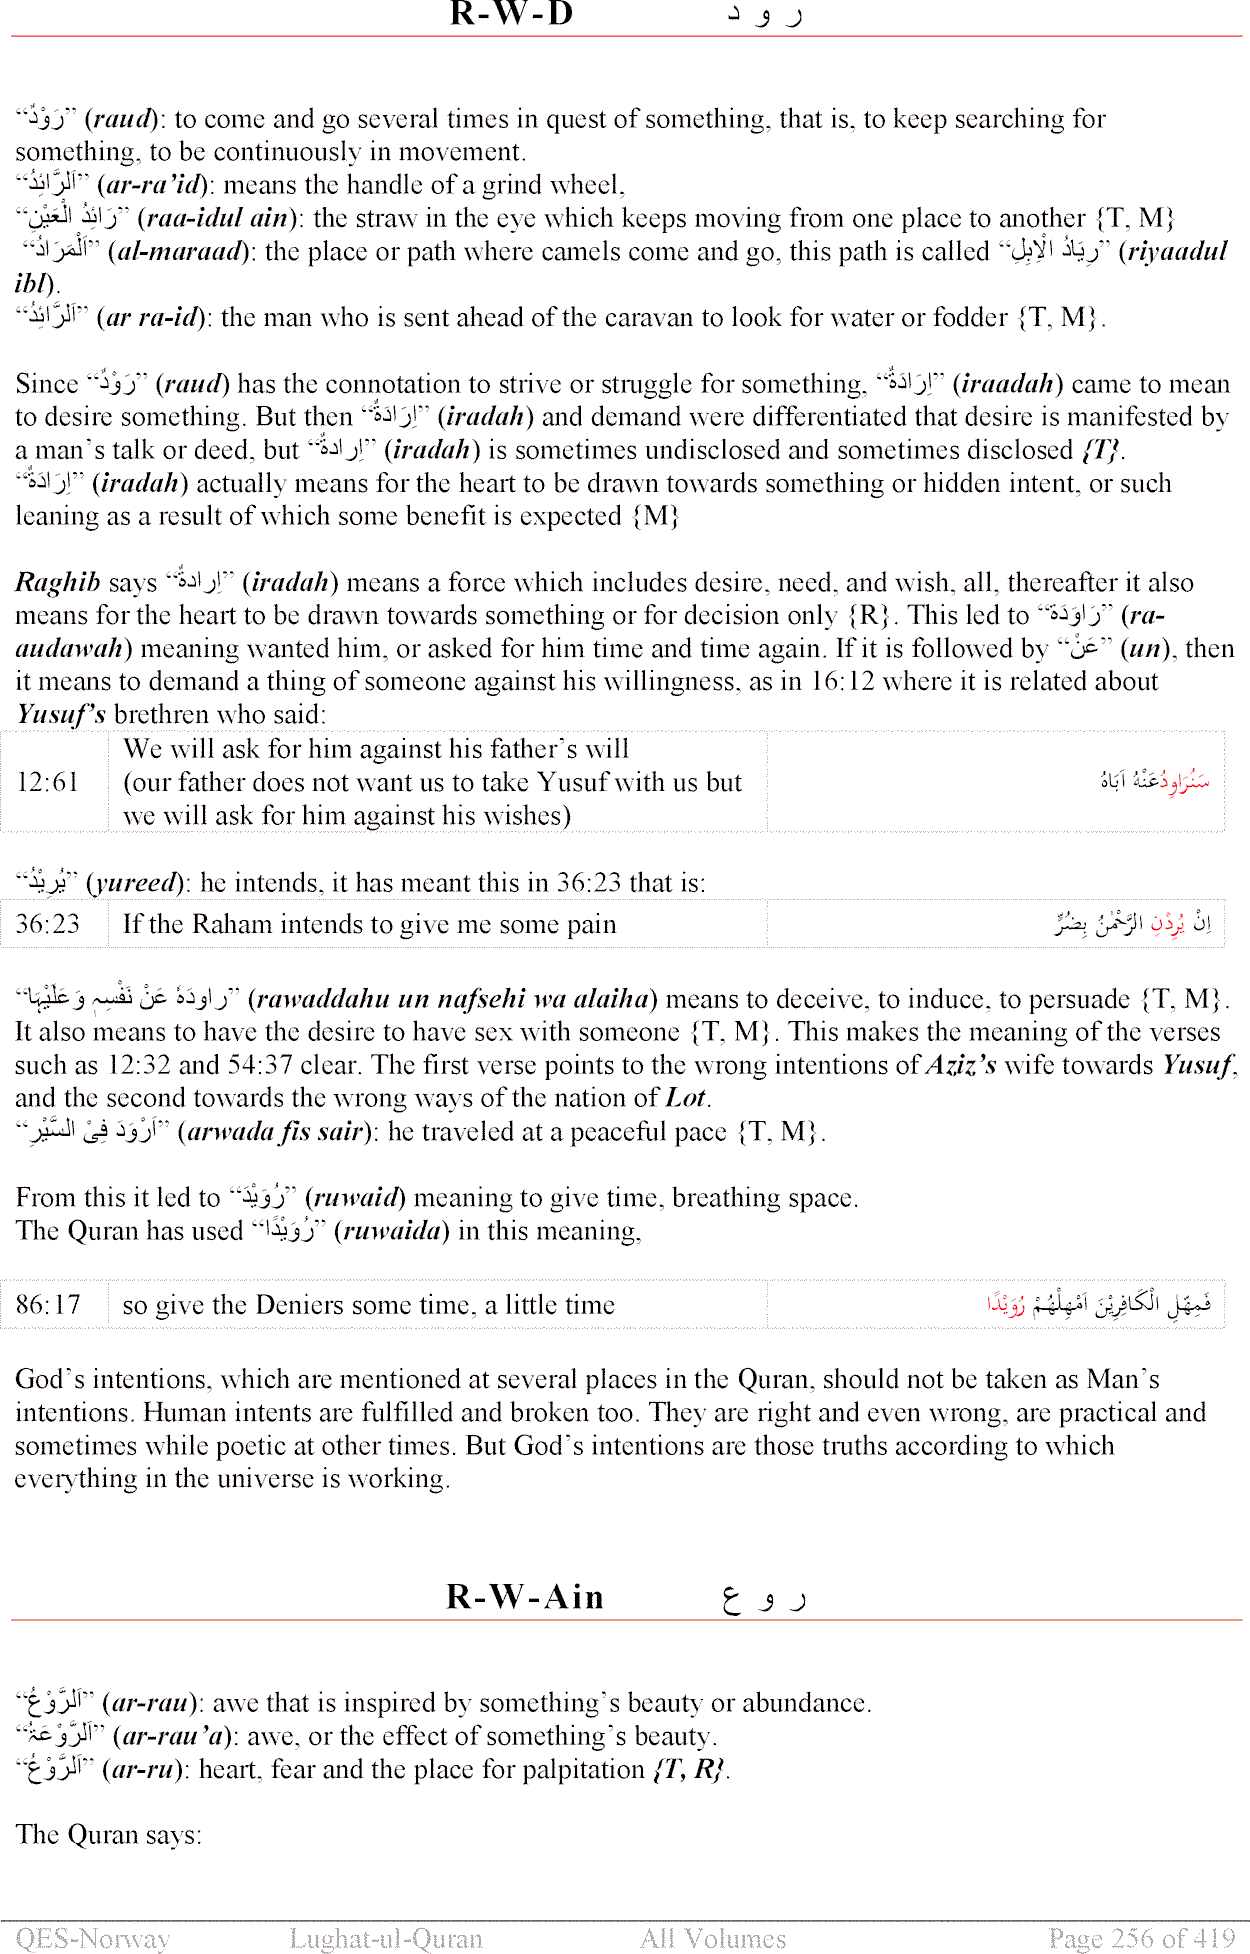 R-W-D ر و د
“رَوْدٌ” (raud): to come and go several times in quest of something, that is, to keep searching for
something, to be continuously in movement.
“اَلرَّائِدُ” (ar-ra’id): means the handle of a grind wheel,
“رَائِدُ الْعَيْنِ” (raa-idul ain): the straw in the eye which keeps moving from one place to another {T, M}
“اَلْمَرَادُ” (al-maraad): the place or path where camels come and go, this path is called “رِيَادُ الْاِبِلِ” (riyaadul
ibl).
“اَلرَّائِدُ” (ar ra-id): the man who is sent ahead of the caravan to look for water or fodder {T, M}.
Since “رَوْدٌ” (raud) has the connotation to strive or struggle for something, “اِرَادَةٌ” (iraadah) came to mean
to desire something. But then “اِرَادَةٌ” (iradah) and demand were differentiated that desire is manifested by
a man’s talk or deed, but “اِرادةٌ” (iradah) is sometimes undisclosed and sometimes disclosed {T}.
“اِرَادَةٌ” (iradah) actually means for the heart to be drawn towards something or hidden intent, or such
leaning as a result of which some benefit is expected {M}
Raghib says “اِرادةٌ” (iradah) means a force which includes desire, need, and wish, all, thereafter it also
means for the heart to be drawn towards something or for decision only {R}. This led to “رَاوَدَهٗ” (ra-
audawah) meaning wanted him, or asked for him time and time again. If it is followed by “عَنْ” (un), then
it means to demand a thing of someone against his willingness, as in 16:12 where it is related about
Yusuf’s brethren who said:
We will ask for him against his father’s will
12:61 (our father does not want us to take Yusuf with us but سَنُرَاوِدُعَنْهُ اَبَاهُ
we will ask for him against his wishes)
“يُرِيْدُ” (yureed): he intends, it has meant this in 36:23 that is:
36:23 If the Raham intends to give me some pain اِنْ يُرِدْنِ الرَّحْمٰنُ بِضُرٍّ
“راودَهٗ عَنْ نَفْسِہٖ وَعَلَيْہَا” (rawaddahu un nafsehi wa alaiha) means to deceive, to induce, to persuade {T, M}.
It also means to have the desire to have sex with someone {T, M}. This makes the meaning of the verses
such as 12:32 and 54:37 clear. The first verse points to the wrong intentions of Aziz’s wife towards Yusuf,
and the second towards the wrong ways of the nation of Lot.
“اَرْوَدَ فِیْ السَّيْرِ” (arwada fis sair): he traveled at a peaceful pace {T, M}.
From this it led to “رُوَيْدَ” (ruwaid) meaning to give time, breathing space.
The Quran has used “رُوَيْدًا” (ruwaida) in this meaning,
86:17 so give the Deniers some time, a little time فَمَهِّلِ الْكَافِرِيْنَ اَمْهِلْهُمْ رُوَيْدًا
God’s intentions, which are mentioned at several places in the Quran, should not be taken as Man’s
intentions. Human intents are fulfilled and broken too. They are right and even wrong, are practical and
sometimes while poetic at other times. But God’s intentions are those truths according to which
everything in the universe is working.
R-W-Ain ر و ع
“اَلرَّوْعُ” (ar-rau): awe that is inspired by something’s beauty or abundance.
“اَلرَّوْعَۃُ” (ar-rau’a): awe, or the effect of something’s beauty.
“اَلرَّوْعُ” (ar-ru): heart, fear and the place for palpitation {T, R}.
The Quran says:
QES-Norway Lughat-ul-Quran All Volumes Page 256 of 419